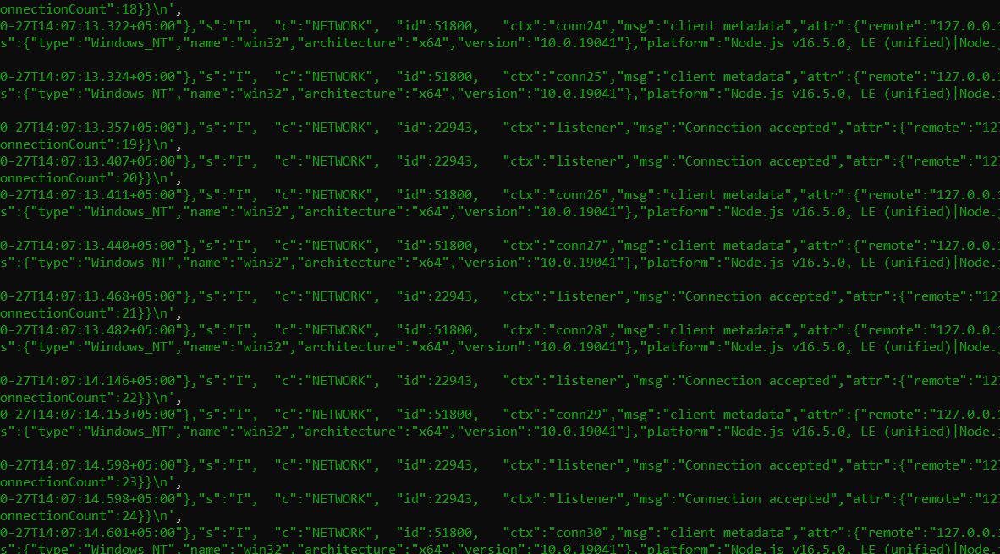 onnectionCount":18}}\n',
0-27T14:07:13.322+05:00"},"s":"I",  "c":"NETWORK",  "id":51800,   "ctx":"conn24","msg":"client metadata","attr":{"remote":"127.0.0.1
s":{"type":"Windows_NT","name":"win32","architecture":"x64","version":"10.0.19041"},"platform":"Node.js v16.5.0, LE (unified)|Node.j
0-27T14:07:13.324+05:00"},"s":"I",  "c":"NETWORK",  "id":51800,   "ctx":"conn25","msg":"client metadata","attr":{"remote":"127.0.0.1
s":{"type":"Windows_NT","name":"win32","architecture":"x64","version":"10.0.19041"},"platform":"Node.js v16.5.0, LE (unified)|Node.j
0-27T14:07:13.357+05:00"},"s":"I",  "c":"NETWORK",  "id":22943,   "ctx":"listener","msg":"Connection accepted","attr":{"remote":"127
onnectionCount":19}}\n',
0-27T14:07:13.407+05:00"},"s":"I",  "c":"NETWORK",  "id":22943,   "ctx":"listener","msg":"Connection accepted","attr":{"remote":"127
onnectionCount":20}}\n',
0-27T14:07:13.411+05:00"},"s":"I",  "c":"NETWORK",  "id":51800,   "ctx":"conn26","msg":"client metadata","attr":{"remote":"127.0.0.1
s":{"type":"Windows_NT","name":"win32","architecture":"x64","version":"10.0.19041"},"platform":"Node.js v16.5.0, LE (unified)|Node.j
0-27T14:07:13.440+05:00"},"s":"I",  "c":"NETWORK",  "id":51800,   "ctx":"conn27","msg":"client metadata","attr":{"remote":"127.0.0.1
s":{"type":"Windows_NT","name":"win32","architecture":"x64","version":"10.0.19041"},"platform":"Node.js v16.5.0, LE (unified)|Node.j
0-27T14:07:13.468+05:00"},"s":"I",  "c":"NETWORK",  "id":22943,   "ctx":"listener","msg":"Connection accepted","attr":{"remote":"127
onnectionCount":21}}\n',
0-27T14:07:13.482+05:00"},"s":"I",  "c":"NETWORK",  "id":51800,   "ctx":"conn28","msg":"client metadata","attr":{"remote":"127.0.0.1
s":{"type":"Windows_NT","name":"win32","architecture":"x64","version":"10.0.19041"},"platform":"Node.js v16.5.0, LE (unified)|Node.j
0-27T14:07:14.146+05:00"},"s":"I",  "c":"NETWORK",  "id":22943,   "ctx":"listener","msg":"Connection accepted","attr":{"remote":"127
onnectionCount":22}}\n',
0-27T14:07:14.153+05:00"},"s":"I",  "c":"NETWORK",  "id":51800,   "ctx":"conn29","msg":"client metadata","attr":{"remote":"127.0.0.1
s":{"type":"Windows_NT","name":"win32","architecture":"x64","version":"10.0.19041"},"platform":"Node.js v16.5.0, LE (unified)|Node.j
0-27T14:07:14.598+05:00"},"s":"I",  "c":"NETWORK",  "id":22943,   "ctx":"listener","msg":"Connection accepted","attr":{"remote":"127
onnectionCount":23}}\n',
0-27T14:07:14.598+05:00"},"s":"I",  "c":"NETWORK",  "id":22943,   "ctx":"listener","msg":"Connection accepted","attr":{"remote":"127
onnectionCount":24}}\n',
0-27T14:07:14.601+05:00"},"s":"I",  "c":"NETWORK",  "id":51800,   "ctx":"conn30","msg":"client metadata","attr":{"remote":"127.0.0.1
s":{"type":"Windows_NT","name":"win32","architecture":"x64","version":"10.0.19041"},"platform":"Node.js v16.5.0, LE (unified)|Node.j